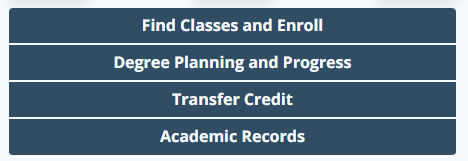 Find Classes and Enroll
Degree Planning and Progress
Transfer Credit
Academic Records